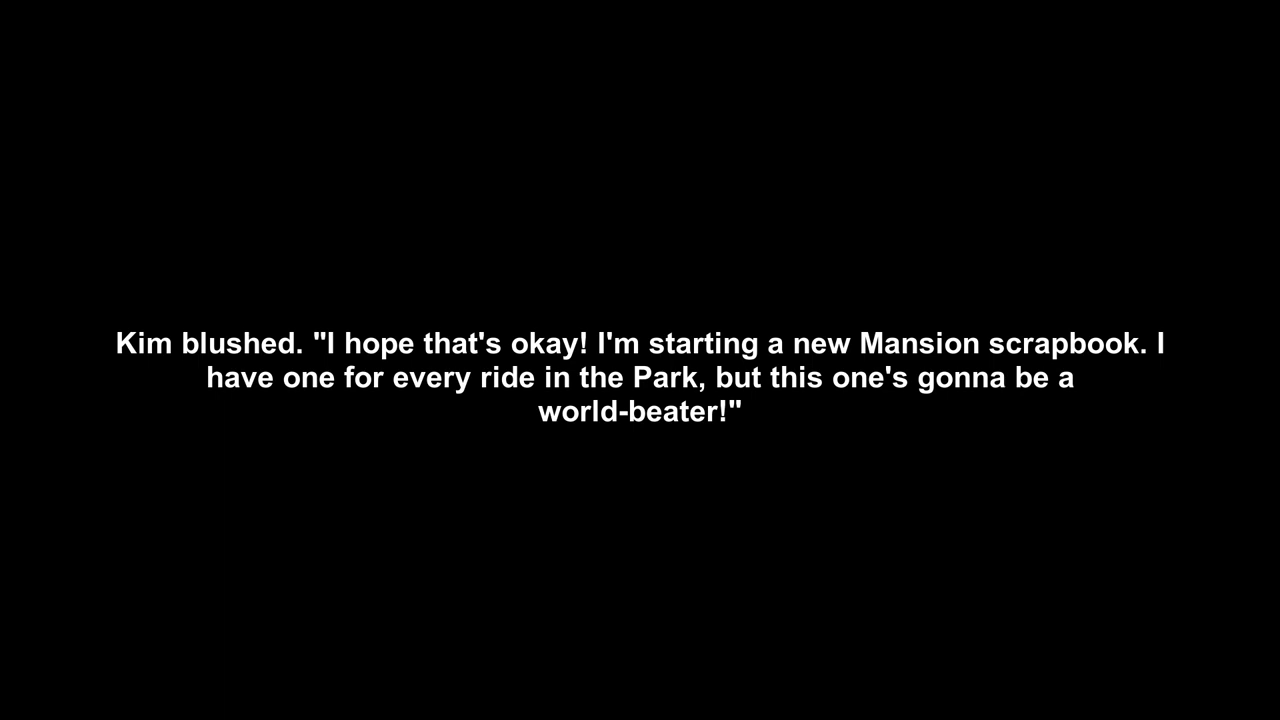 Kim blushed. "I hope that's okay! I'm starting a new Mansion scrapbook. I
have one for every ride in the Park, but this one's gonna be a
world-beater!"